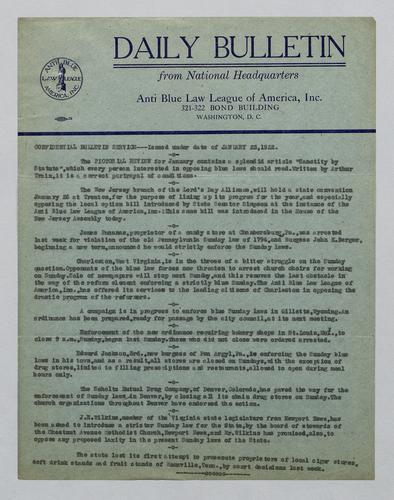 ANTI BLUE
LAW LEAGUE
AMERICA, INC.
DAILY BULLETIN
from National Headquarters
Anti Blue Law League of America, Inc.
321-322 BOND BUILDING
WASHINGTON, D. C.
CONFIDENTIAL BULLETIN SERVICE---Issued under date of JANUARY 23,1922.
-o-
The PICTORIAL REVIEW for January contains a splendid article "Sanctity by
Statute",which every person interested in opposing blue laws should read.Written by Arthur
Train,it is a correct portrayal of conditions.
-o-
The New Jersey branch of the Lord's Day Alliance,will hold a state convention
January 26 at Trenton,for the purpose of lining up its program for the year,and especially
opposing the local option bill introduced by State Senator Simpson at the instance of the
Anti Blue Law League of America,Inc.This same bill was introduced in the House of the
New Jersey Assembly today.
-o-
James Bananas,proprietor of a candy store at Chambersburg,Pa.,was arrested
last week for violation of the old Pennsylvania Sunday law of 1794,and Burgess John K.Berger,
beginning a new term,announced he would strictly enforce the Sunday laws.
-o-
Charleston,West Virginia,is in the throes of a bitter struggle on the Sunday
question.Opponents of the blue law forces now threaten to arrest church choirs for working
on Sunday.Sale of newspapers will stop next Sunday,and this removes the last obstacle in
the way of the reform element enforcing a strictly blue Sunday.The Anti Blue Law League of
America,Inc.,has offered its services to the leading citizens of Charleston in opposing the
drastic program of the reformers.
-o-
A campaign is in progress to enforce blue Sunday laws in Gillette,Wyoming.An
ordinance has been prepared,ready for passage by the city council,at its next meeting.
-o-
Enforcement of the new ordinance requiring bakery shops in St.Louis,Mo., to
close 9 a.m.Sunday,began last Sunday.Those who did not close were ordered arrested.
-o-
Edward Jackson,3rd,new burgess of Pen Argyl,Pa.,is enforcing the Sunday blue
laws in his town,and as a result,all stores are closed on Sundays,with the exception of
drug stores,limited to filling prescriptions and restaurants,allowed to open during meal
hours only.
-o-
The Scholtz Mutual Drug Company,of Denver,Colorado,has paved the way for the
enforcement of Sunday laws,in Denver,by closing all its chain drug stores on Sunday.The
church organizations throughout Denver have endorsed the action.
-o-
J.E.Wilkins,member of the Virginia state legislature from Newport News,has
been asked to introduce a stricter Sunday law for the State,by the board of stewards of
the Chestnut Avenue Methodist Church,Newport News,and Mr.Wilkins has promised,also,to
oppose any proposed laxity in the present Sunday laws of the State.
-o-
The state lost its first attempt to prosecute proprietors of local cigar stores,
soft drink stands and fruit stands of Knoxville,Tenn.,by court decisions last week.